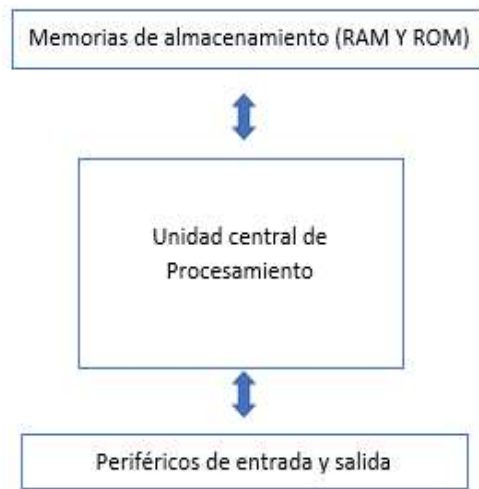 Memorias de almacenamiento (RAM Y ROM)
Unidad central de
Procesamiento
Periféricos de entrada y salida